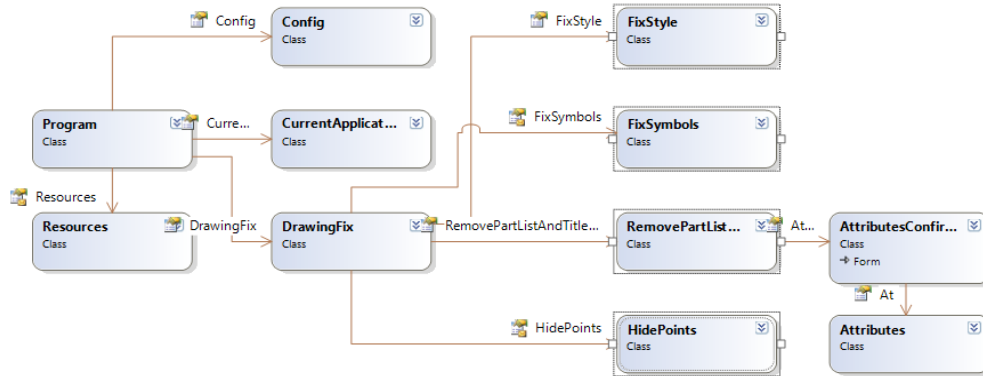 Config
Config
Class
FixStyle
FixStyle
Class
Program
Class
Curre...
CurrentApplicat...
Class
FixSymbols
FixSymbols
Class
Resources
Resources
Class
DrawingFix
DrawingFix
Class
RemovePartListAndTitle...
RemovePartList...
Class
At...
AttributesConfir...
Class
Form
HidePoints
HidePoints
Class
At
Attributes
Class